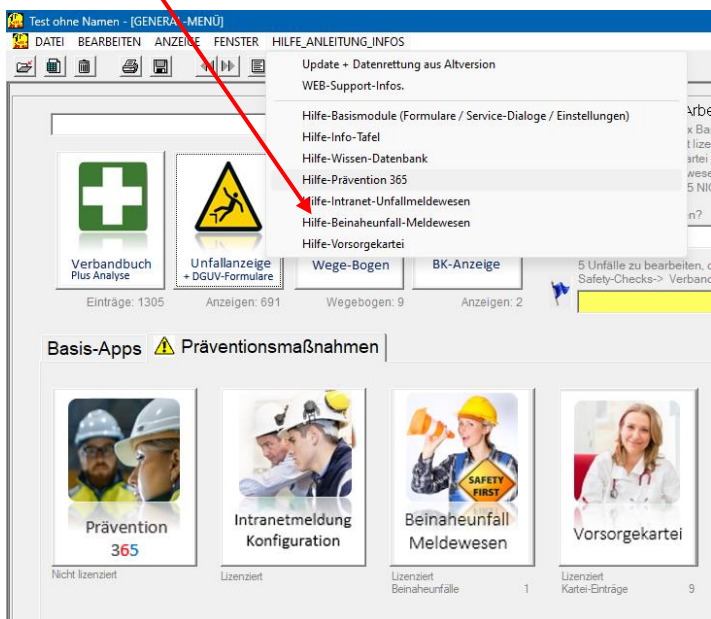 Test ohne Namen - [GENERAL-MENÜ]
DATEI BEARBEITEN ANZEIGE FENSTER HILFE_ANLEITUNG_INFOS
Update + Datenrettung aus Altversion
WEB-Support-Infos.
Hilfe-Basismodule (Formulare / Service-Dialoge / Einstellungen)
Hilfe-Info-Tafel
Hilfe-Wissen-Datenbank
Hilfe-Prävention 365
Hilfe-Intranet-Unfallmeldewesen
Hilfe-Beinaheunfall-Meldewesen
Hilfe-Vorsorgekartei
Verbandbuch
Plus Analyse
Unfallanzeige
+ DGUV-Formulare
Wege-Bogen
BK-Anzeige
Einträge: 1305
Anzeigen: 691
Wegebogen: 9
Anzeigen: 2
5 Unfälle zu bearbeiten,
Safety-Checks-> Verband
Basis-Apps
Präventionsmaßnahmen
Prävention
365
Intranetmeldung
Konfiguration
SAFETY
FIRST
Beinaheunfall
Meldewesen
Vorsorgekartei
Nicht lizenziert
Lizenziert
Lizenziert
Beinaheunfälle 1
Lizenziert
Kartei-Einträge 9